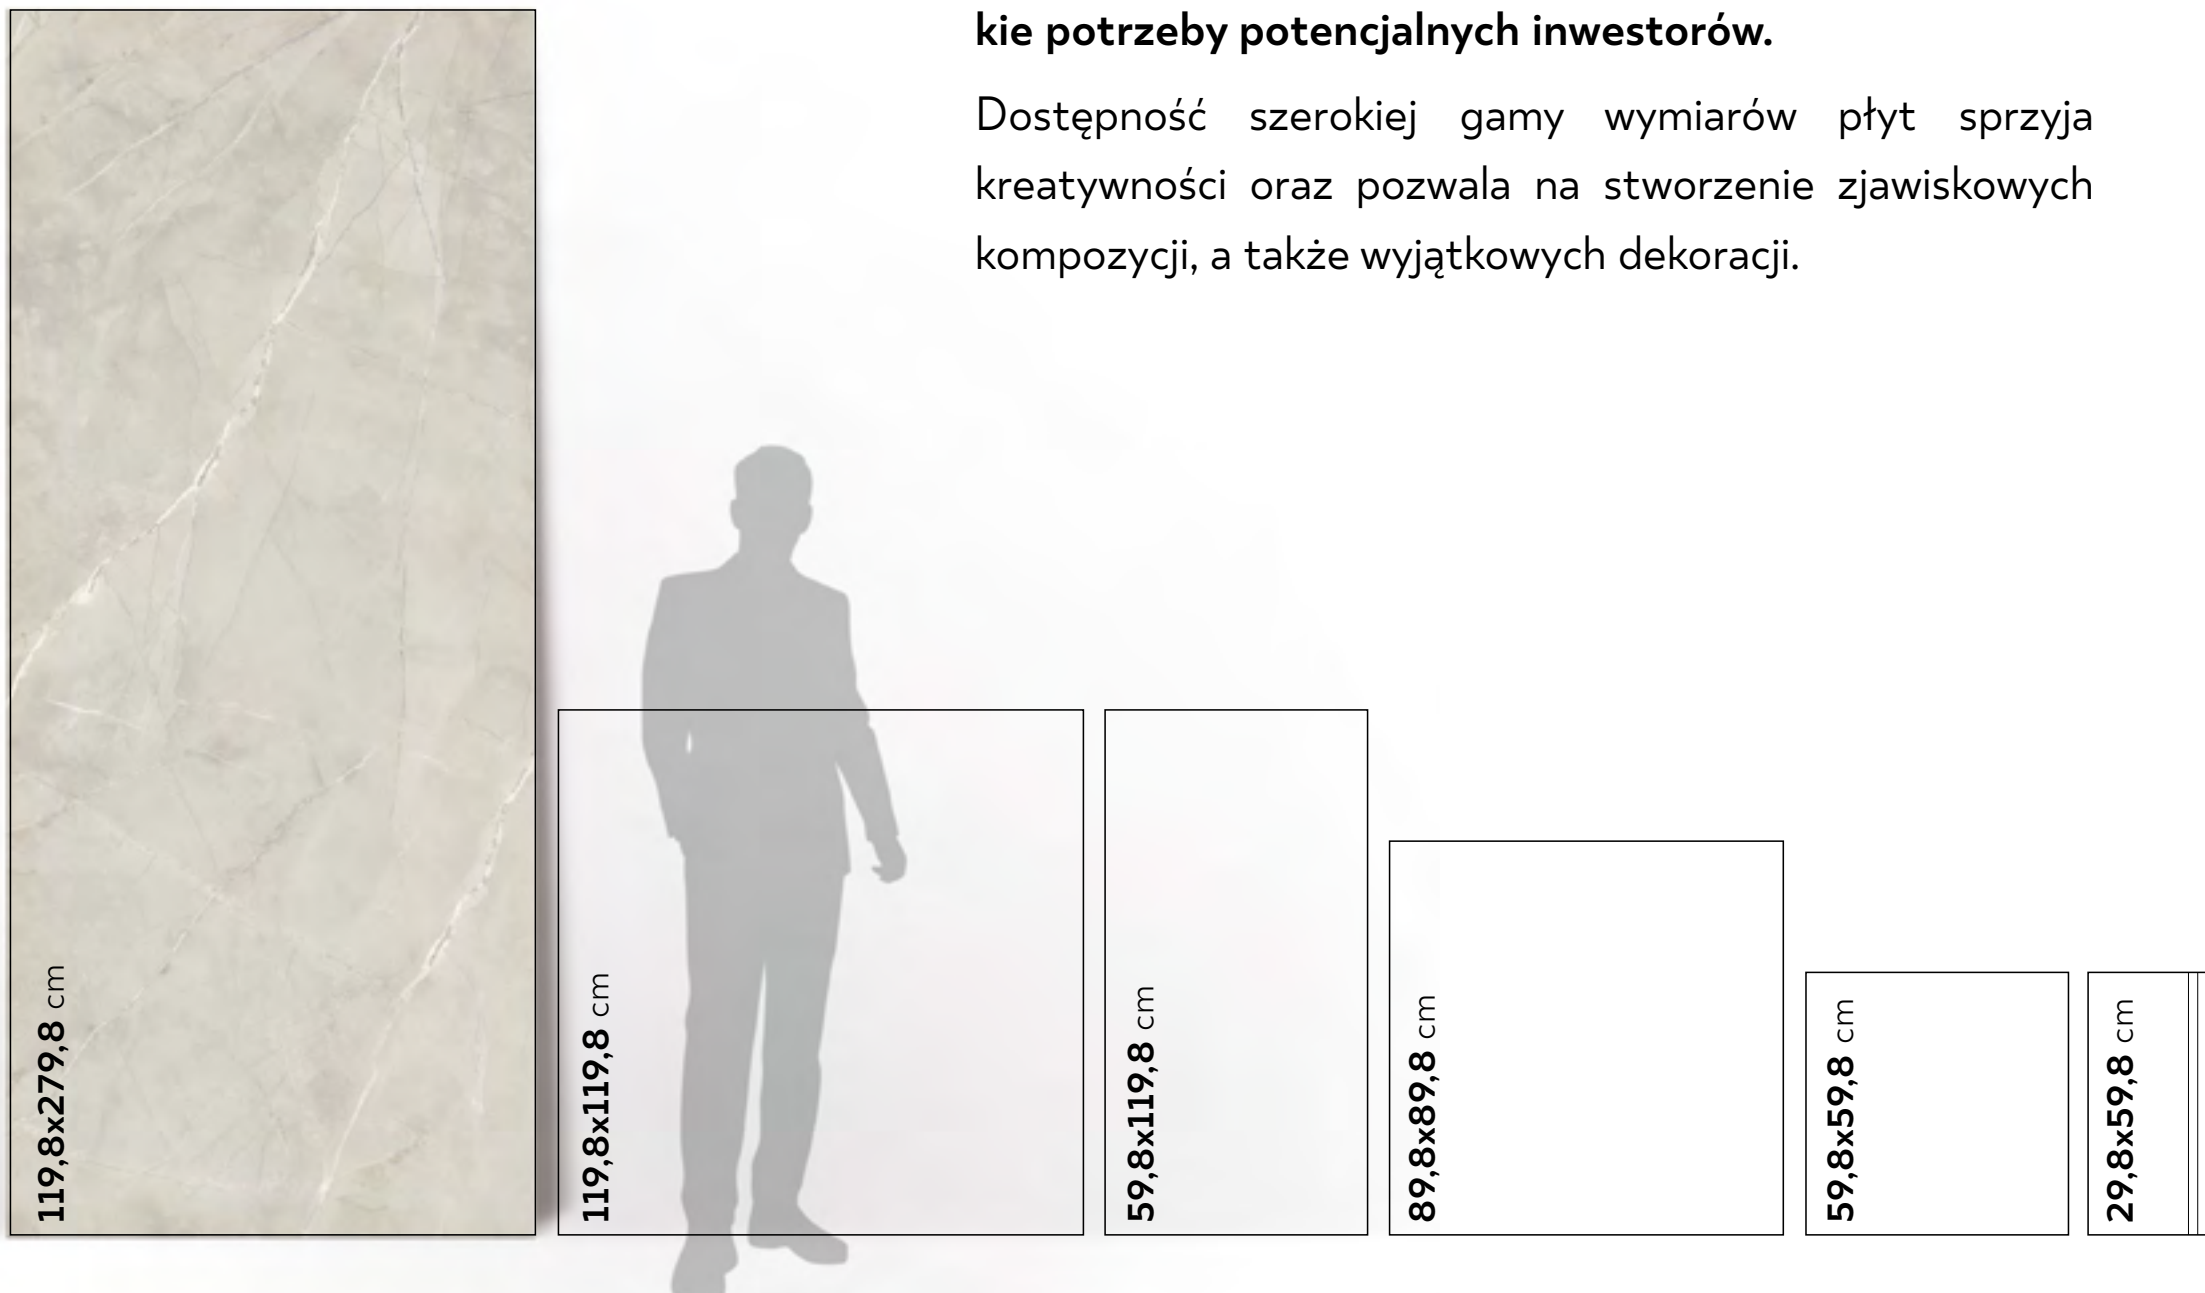 kie potrzeby potencjalnych inwestorów.
Dostępność szerokiej gamy wymiarów płyt sprzyja
kreatywności oraz pozwala na stworzenie zjawiskowych
kompozycji, a także wyjątkowych dekoracji.
119,8x279,8 cm
119,8x119,8 cm
59,8x119,8 cm
89,8x89,8 cm
59,8x59,8 cm
29,8x59,8 cm